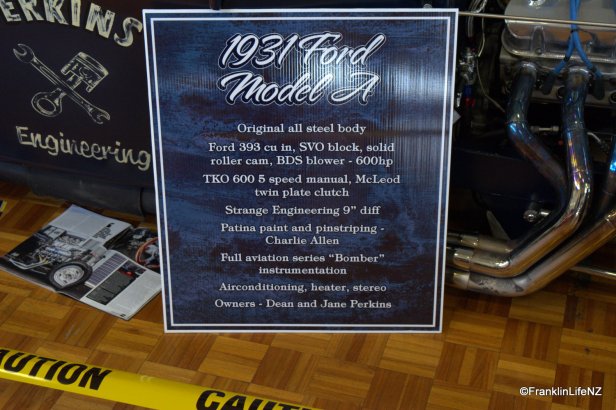 PERKINS
Engineering
1931 Ford
Model A
Original all steel body
Ford 393 cu in, SVO block, solid
roller cam, BDS blower - 600hp
TKO 600 5 speed manual, McLeod
twin plate clutch
Strange Engineering 9" diff
Patina paint and pinstriping -
Charlie Allen
Full aviation series "Bomber"
instrumentation
Airconditioning, heater, stereo
Owners - Dean and Jane Perkins
CAUTION
CAUTI
©FranklinLifeNZ